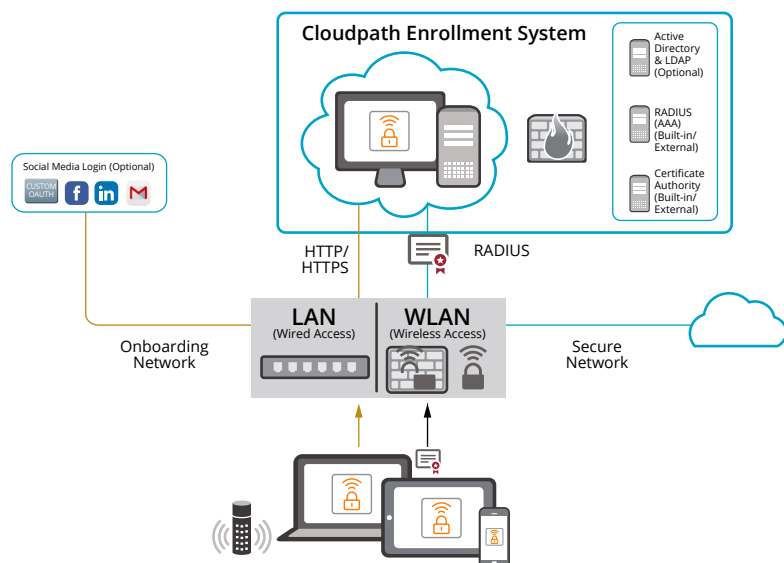 Cloudpath Enrollment System
Active
Directory
& LDAP
(Optional)
RADIUS
(AAA)
(Built-in/
External)
Certificate
Authority
(Built-in/
External)
Social Media Login (Optional)
CUSTOM
OAUTH
f
in
M
HTTP/
HTTPS
RADIUS
LAN
(Wired Access)
WLAN
(Wireless Access)
Onboarding
Network
Secure
Network